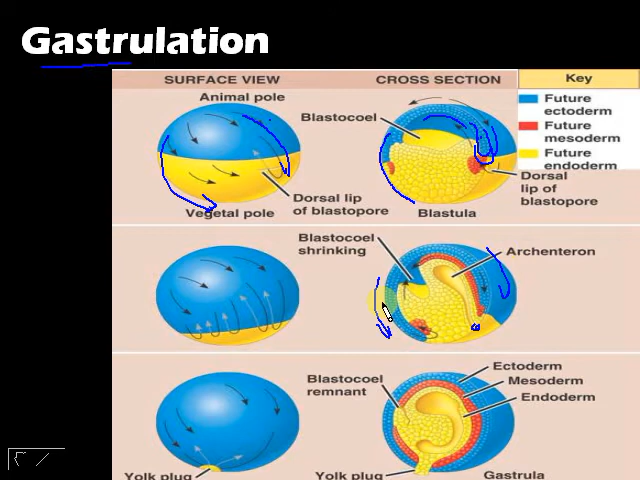 Gastrulation
SURFACE VIEW
CROSS SECTION
Key
Animal pole
Blastocoel
Future
ectoderm
Future
mesoderm
Future
endoderm
Dorsal lip
of blastopore
Vegetal pole
Blastula
Dorsal
lip of
blastopore
Blastocoel
shrinking
Archenteron
Blastocoel
remnant
Ectoderm
Mesoderm
Endoderm
Yolk plug
Yolk plug
Gastrula